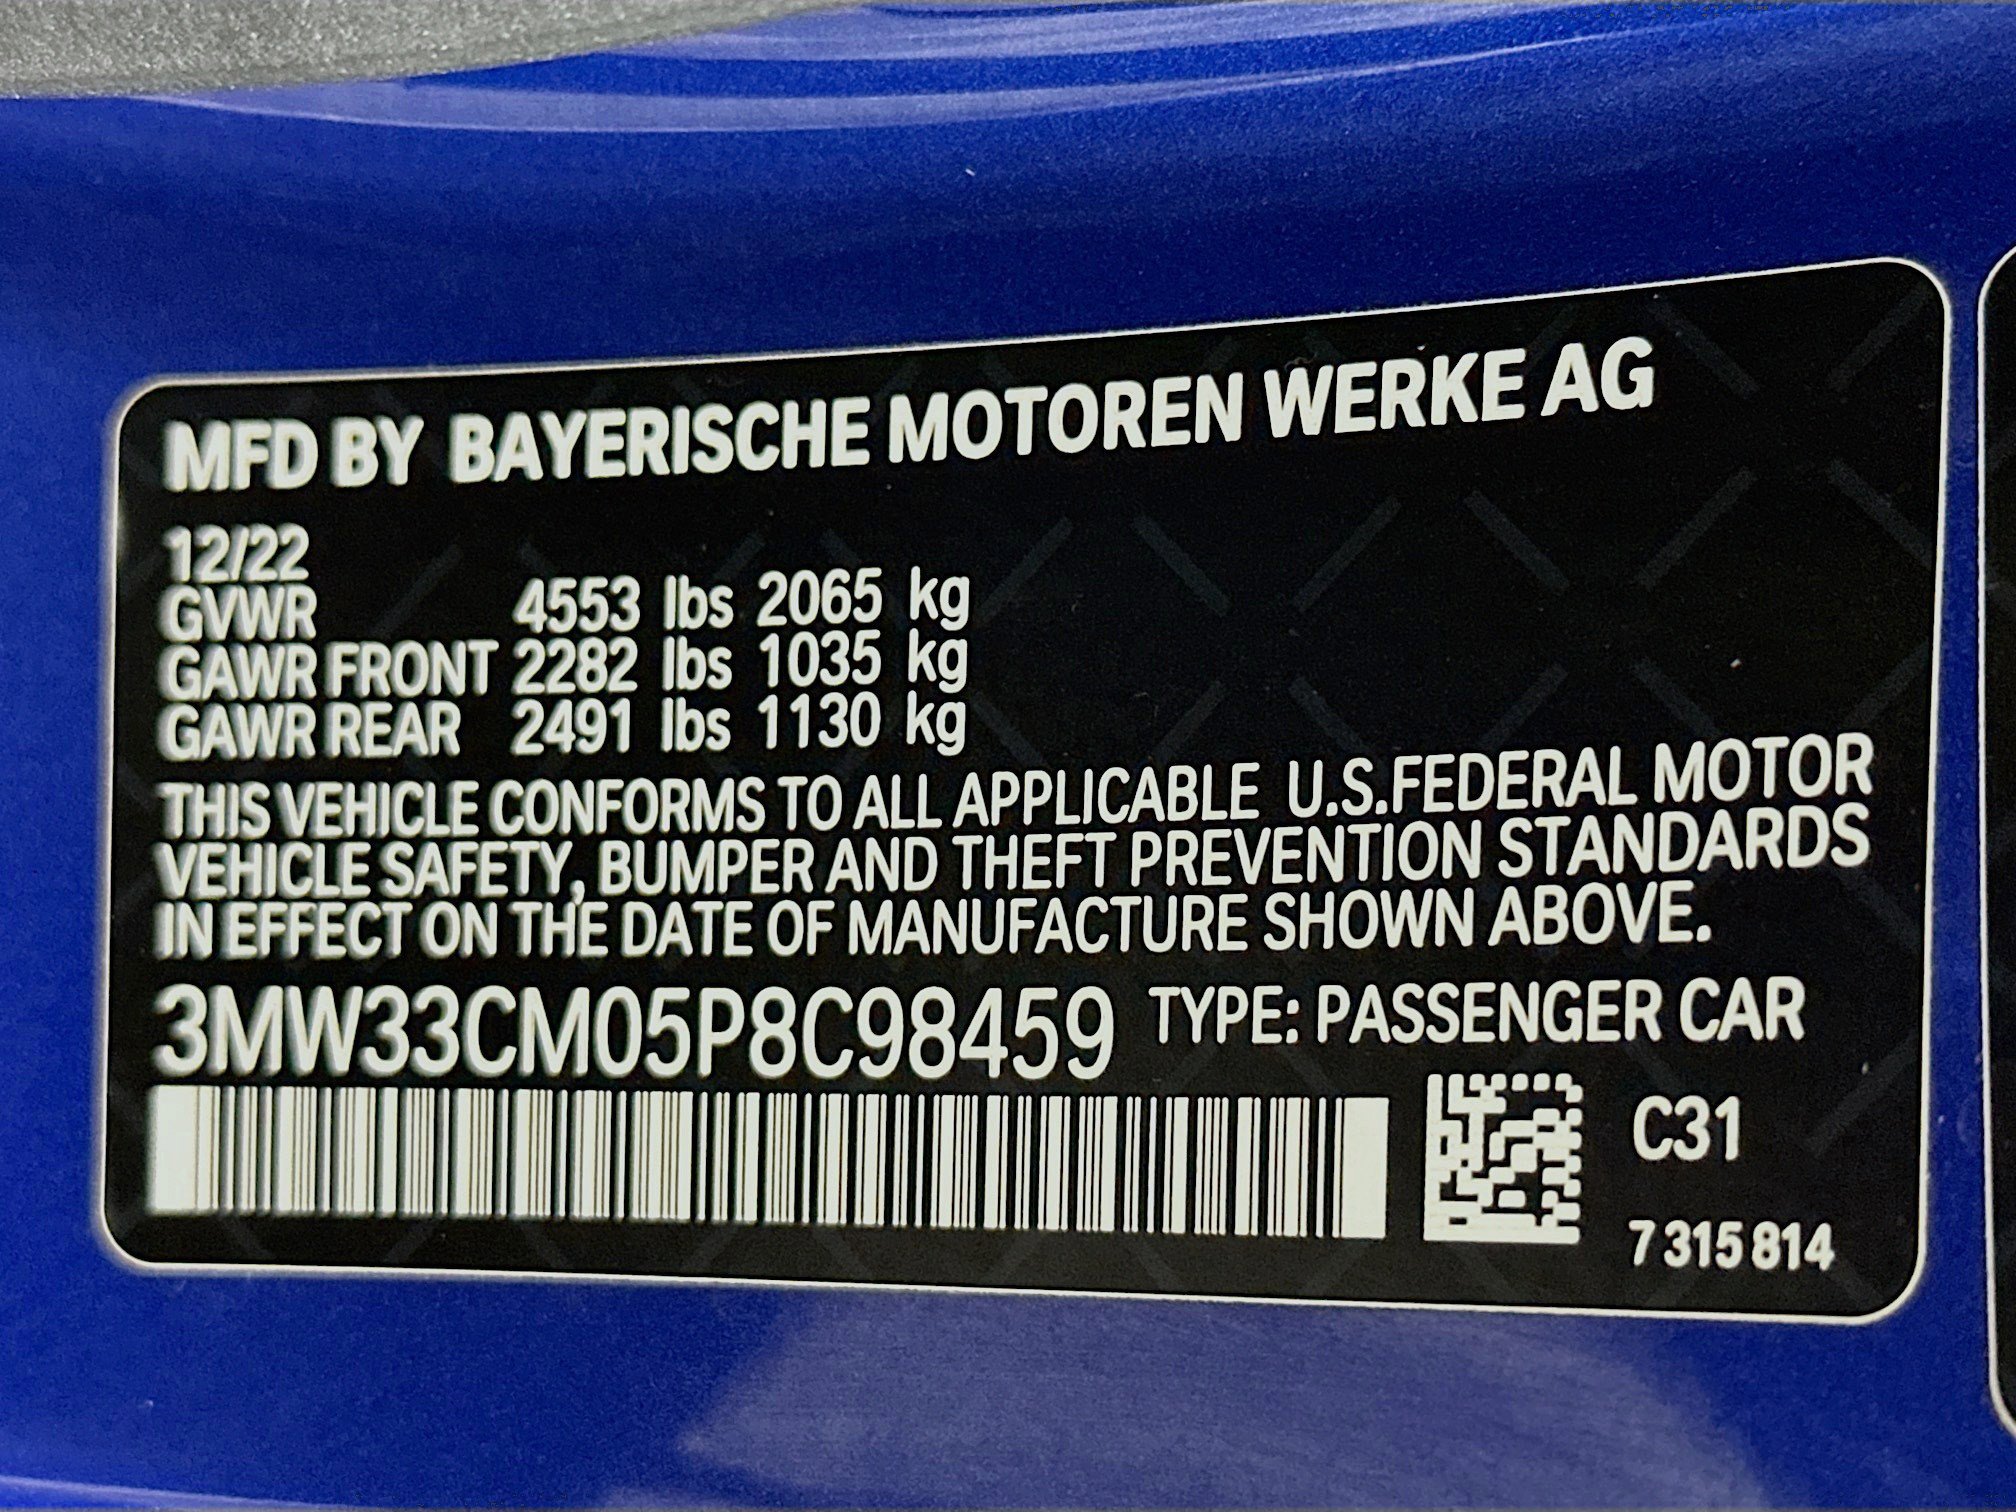 MFD BY BAYERISCHE MOTOREN WERKE AG
12/22
GVWR 4553 lbs 2065 kg
GAWR FRONT 2282 lbs 1035 kg
GAWR REAR 2491 lbs 1130 kg
THIS VEHICLE CONFORMS TO ALL APPLICABLE U.S.FEDERAL MOTOR
VEHICLE SAFETY, BUMPER AND THEFT PREVENTION STANDARDS
IN EFFECT ON THE DATE OF MANUFACTURE SHOWN ABOVE.
3MW33CM05P8C98459 TYPE: PASSENGER CAR
C31
7 315 814